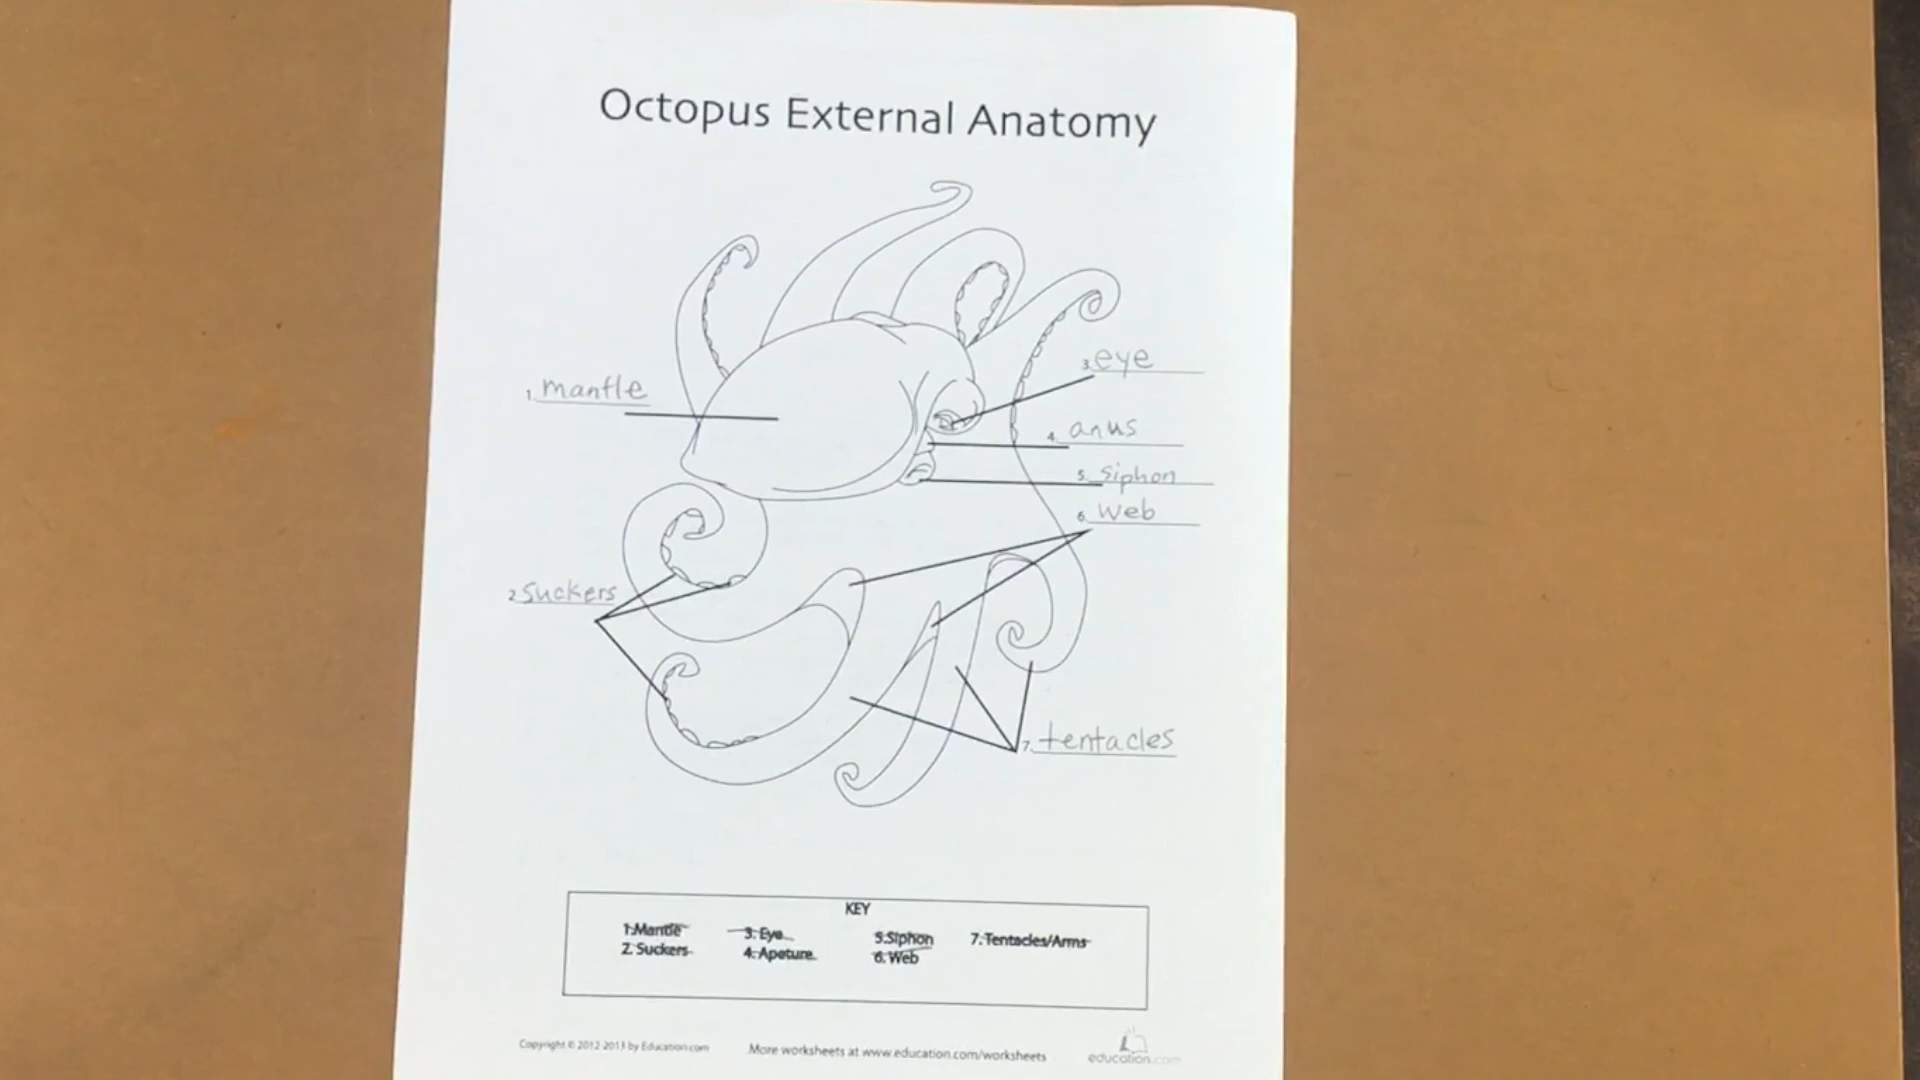 Octopus External Anatomy
1. mantle
3. eye
4. anus
5. siphon
6. web
2 suckers
7. tentacles
KEY
1.Mantle 3. Eye 5.Siphon 7. Tentacles/Arms
2. Suckers 4. Apeture 6. Web
Copyright © 2012-2013 by Education.com More worksheets at www.education.com/worksheets education.com